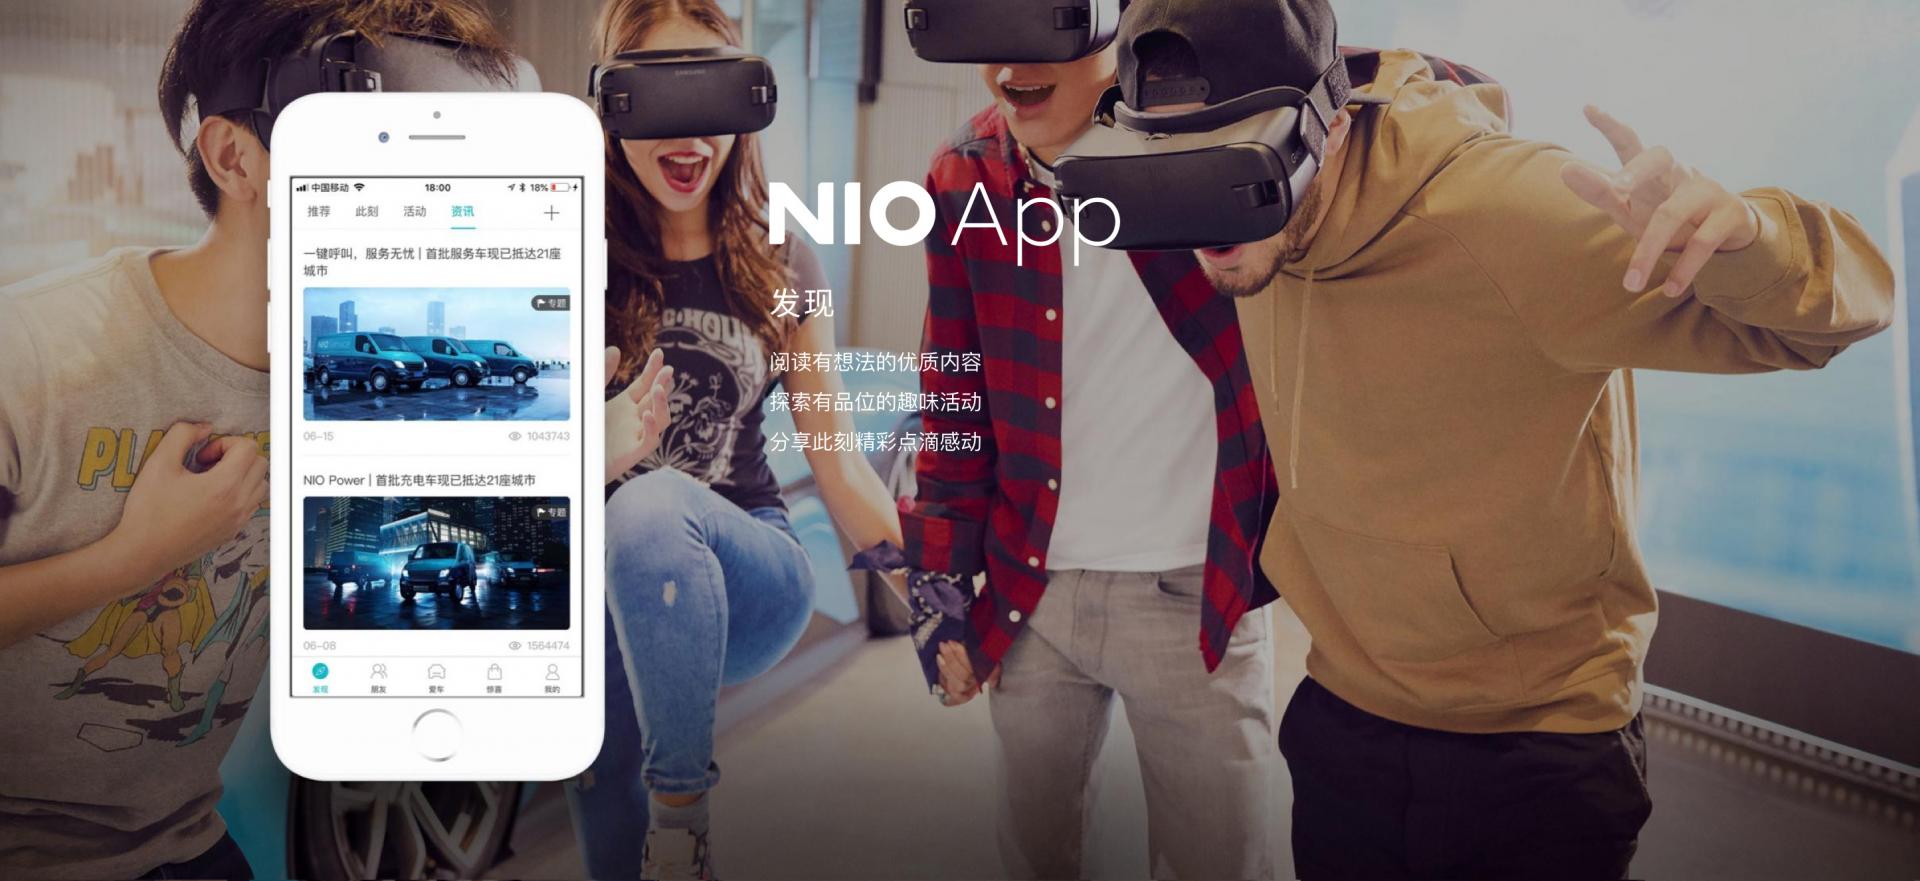 SAMSUNG
中国移动 18:00 18%
推荐 此刻 活动 资讯
一键呼叫，服务无忧 | 首批服务车现已抵达21座
城市
专题
06-15 1043743
NIO Power | 首批充电车现已抵达21座城市
专题
06-08 1564474
发现 朋友 爱车 惊喜 我的
NIO App
发现
阅读有想法的优质内容
探索有品位的趣味活动
分享此刻精彩点滴感动